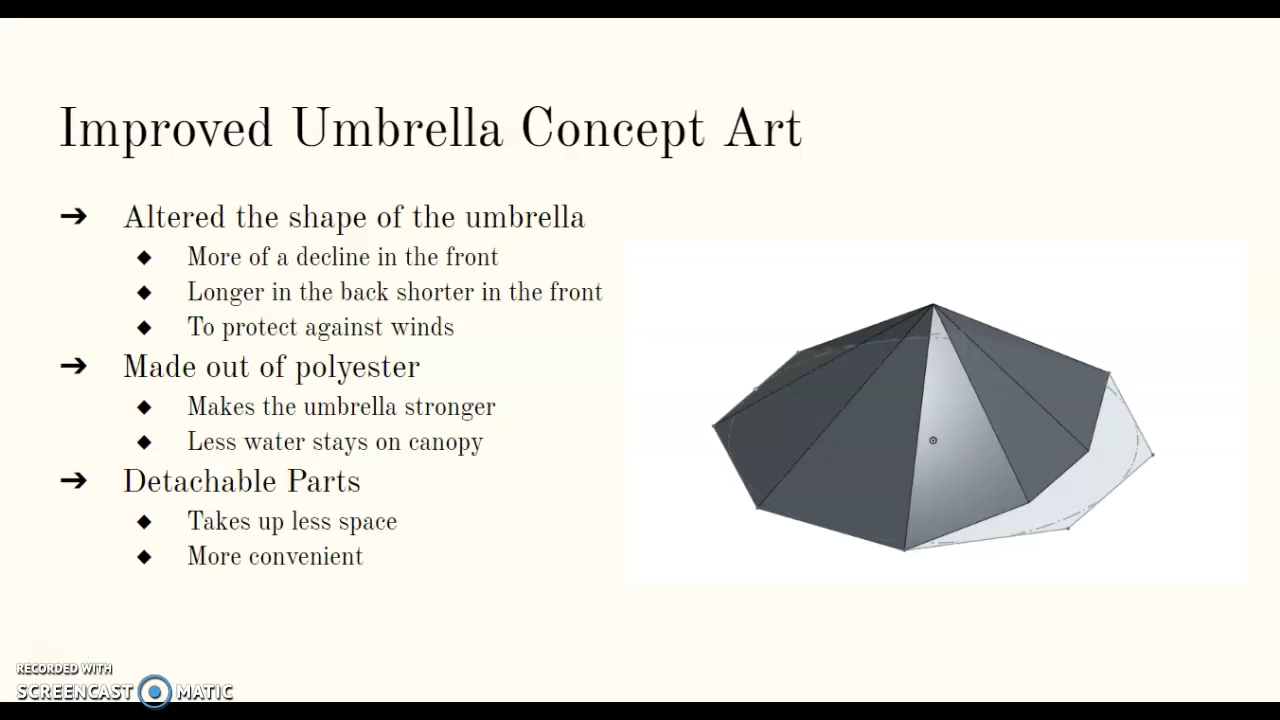 Improved Umbrella Concept Art
➔ Altered the shape of the umbrella
◆ More of a decline in the front
◆ Longer in the back shorter in the front
◆ To protect against winds
➔ Made out of polyester
◆ Makes the umbrella stronger
◆ Less water stays on canopy
➔ Detachable Parts
◆ Takes up less space
◆ More convenient
RECORDED WITH
SCREENCAST MATIC